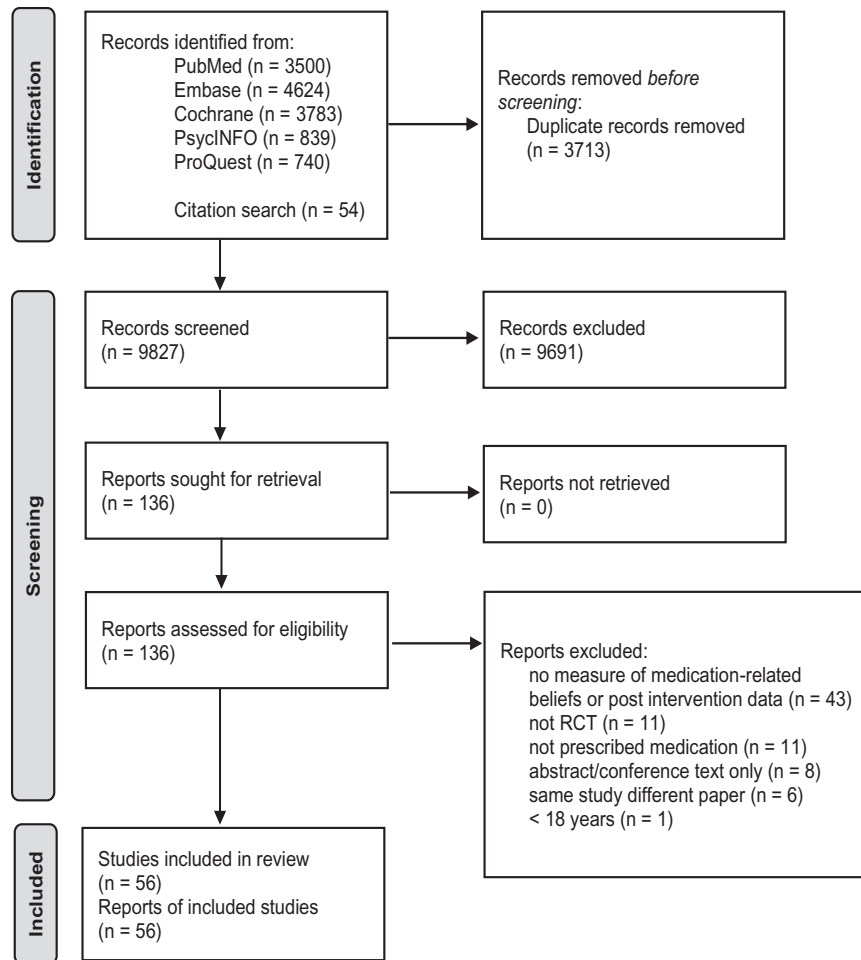 Identification
Records identified from:
PubMed (n = 3500)
Embase (n = 4624)
Cochrane (n = 3783)
PsycINFO (n = 839)
ProQuest (n = 740)
Citation search (n = 54)
Records removed before
screening:
Duplicate records removed
(n = 3713)
Screening
Records screened
(n = 9827)
Records excluded
(n = 9691)
Reports sought for retrieval
(n = 136)
Reports not retrieved
(n = 0)
Reports assessed for eligibility
(n = 136)
Reports excluded:
no measure of medication-related
beliefs or post intervention data (n = 43)
not RCT (n = 11)
not prescribed medication (n = 11)
abstract/conference text only (n = 8)
same study different paper (n = 6)
< 18 years (n = 1)
Included
Studies included in review
(n = 56)
Reports of included studies
(n = 56)